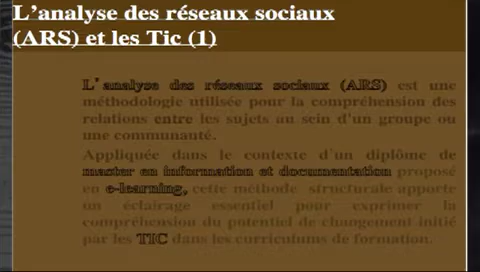 L'analyse des réseaux sociaux
(ARS) et les Tic (1)
L'analyse des réseaux sociaux (ARS) est une
méthodologie utilisée pour la compréhension des
relations entre les sujets au sein d'un groupe ou
une communauté.
Appliquée dans le contexte d'un diplôme de
master en information et documentation proposé
en e-learning, cette méthode structurale apporte
un éclairage essentiel pour exprimer la
compréhension du potentiel de changement initié
par les TIC dans les curriculums de formation.